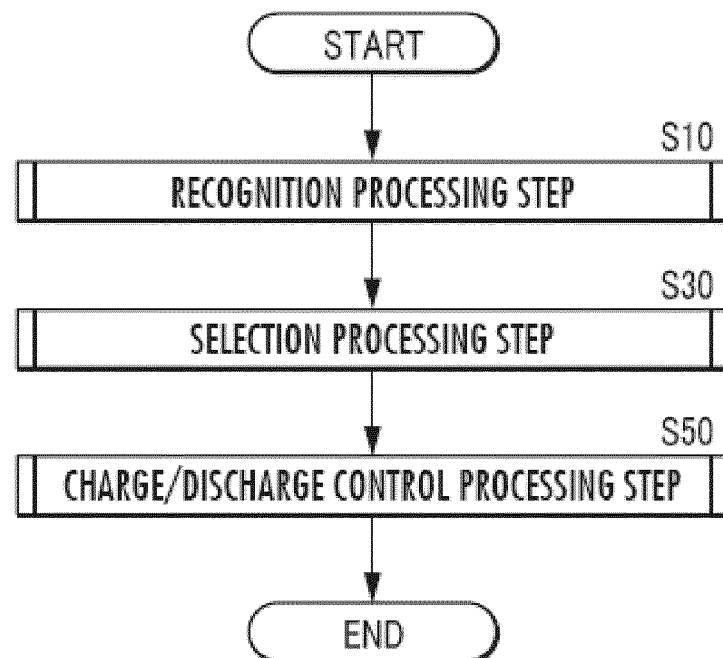 START
S10
RECOGNITION PROCESSING STEP
S30
SELECTION PROCESSING STEP
S50
CHARGE/DISCHARGE CONTROL PROCESSING STEP
END